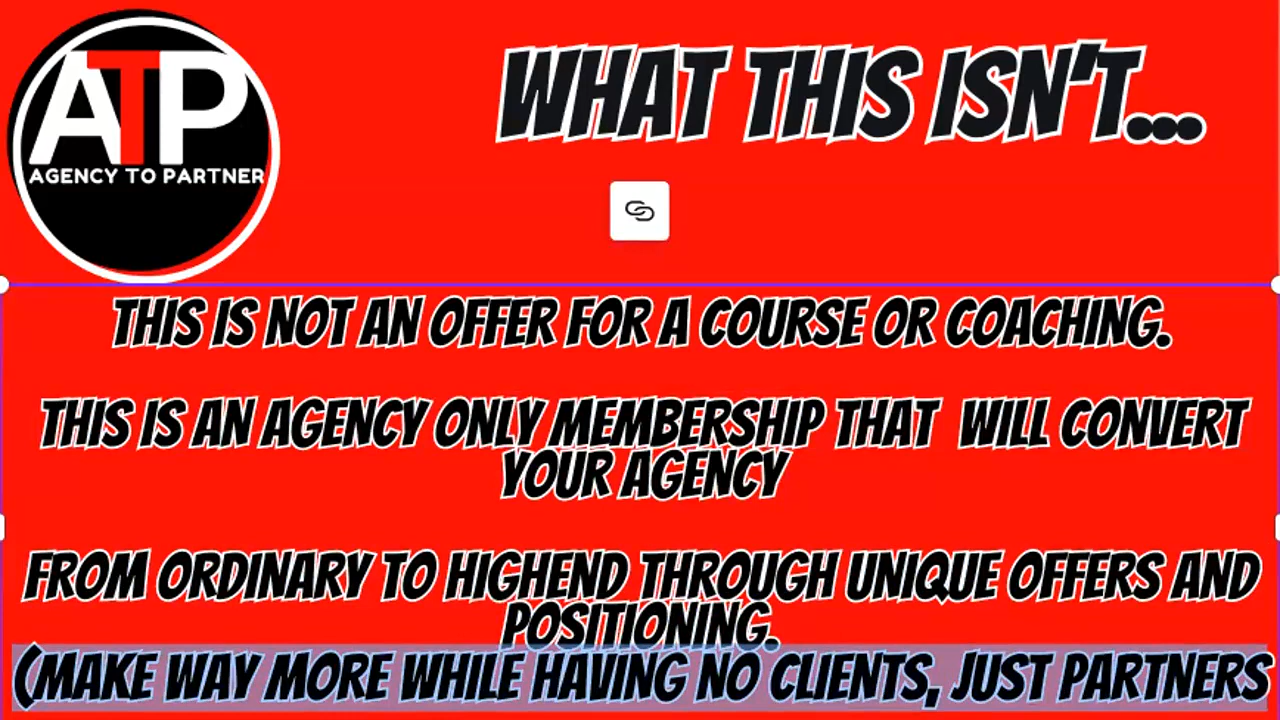 ATP
AGENCY TO PARTNER
WHAT THIS ISN'T...
THIS IS NOT AN OFFER FOR A COURSE OR COACHING.
THIS IS AN AGENCY ONLY MEMBERSHIP THAT WILL CONVERT
YOUR AGENCY
FROM ORDINARY TO HIGHEND THROUGH UNIQUE OFFERS AND
POSITIONING.
(MAKE WAY MORE WHILE HAVING NO CLIENTS, JUST PARTNERS